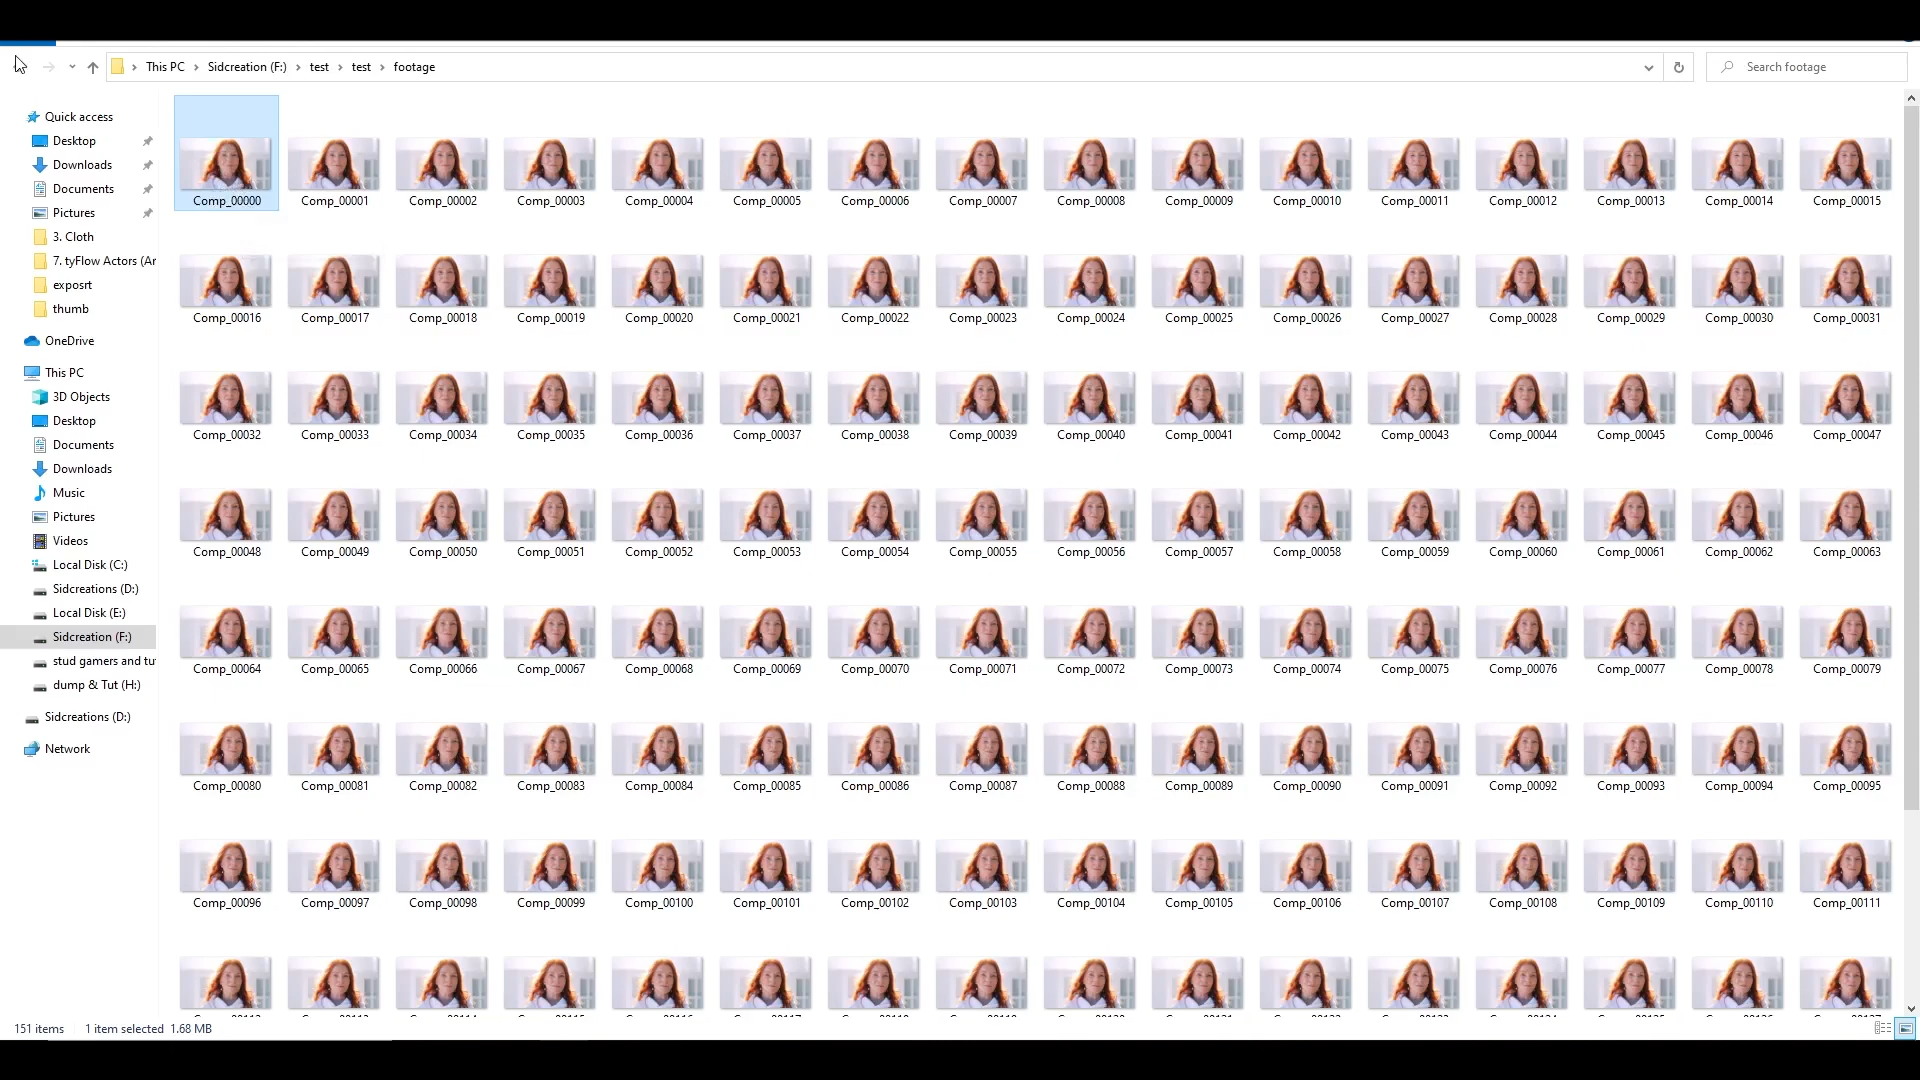 This PC › Sidcreation (F:) › test › test › footage
Search footage
Quick access
Desktop
Downloads
Documents
Pictures
3. Cloth
7. tyFlow Actors (Ar
exposrt
thumb
OneDrive
This PC
3D Objects
Desktop
Documents
Downloads
Music
Pictures
Videos
Local Disk (C:)
Sidcreations (D:)
Local Disk (E:)
Sidcreation (F:)
stud gamers and tu
dump & Tut (H:)
Sidcreations (D:)
Network
Comp_00000 Comp_00001 Comp_00002 Comp_00003 Comp_00004 Comp_00005 Comp_00006 Comp_00007 Comp_00008 Comp_00009 Comp_00010 Comp_00011 Comp_00012 Comp_00013 Comp_00014 Comp_00015
Comp_00016 Comp_00017 Comp_00018 Comp_00019 Comp_00020 Comp_00021 Comp_00022 Comp_00023 Comp_00024 Comp_00025 Comp_00026 Comp_00027 Comp_00028 Comp_00029 Comp_00030 Comp_00031
Comp_00032 Comp_00033 Comp_00034 Comp_00035 Comp_00036 Comp_00037 Comp_00038 Comp_00039 Comp_00040 Comp_00041 Comp_00042 Comp_00043 Comp_00044 Comp_00045 Comp_00046 Comp_00047
Comp_00048 Comp_00049 Comp_00050 Comp_00051 Comp_00052 Comp_00053 Comp_00054 Comp_00055 Comp_00056 Comp_00057 Comp_00058 Comp_00059 Comp_00060 Comp_00061 Comp_00062 Comp_00063
Comp_00064 Comp_00065 Comp_00066 Comp_00067 Comp_00068 Comp_00069 Comp_00070 Comp_00071 Comp_00072 Comp_00073 Comp_00074 Comp_00075 Comp_00076 Comp_00077 Comp_00078 Comp_00079
Comp_00080 Comp_00081 Comp_00082 Comp_00083 Comp_00084 Comp_00085 Comp_00086 Comp_00087 Comp_00088 Comp_00089 Comp_00090 Comp_00091 Comp_00092 Comp_00093 Comp_00094 Comp_00095
Comp_00096 Comp_00097 Comp_00098 Comp_00099 Comp_00100 Comp_00101 Comp_00102 Comp_00103 Comp_00104 Comp_00105 Comp_00106 Comp_00107 Comp_00108 Comp_00109 Comp_00110 Comp_00111
151 items 1 item selected 1.68 MB